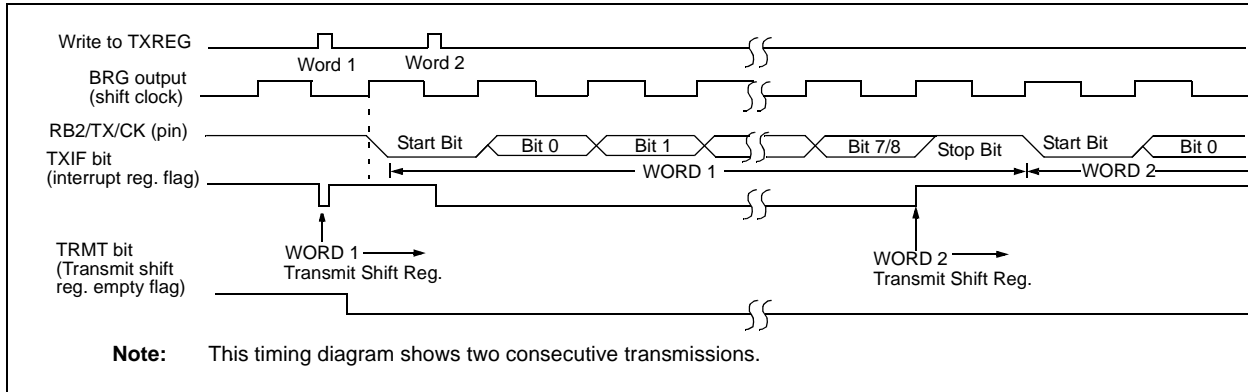 Write to TXREG
Word 1
Word 2
BRG output
(shift clock)
RB2/TX/CK (pin)
Start Bit
Bit 0
Bit 1
Bit 7/8
Stop Bit
Start Bit
Bit 0
TXIF bit
(interrupt reg. flag)
WORD 1
WORD 2
TRMT bit
(Transmit shift
reg. empty flag)
WORD 1
Transmit Shift Reg.
WORD 2
Transmit Shift Reg.
Note: This timing diagram shows two consecutive transmissions.